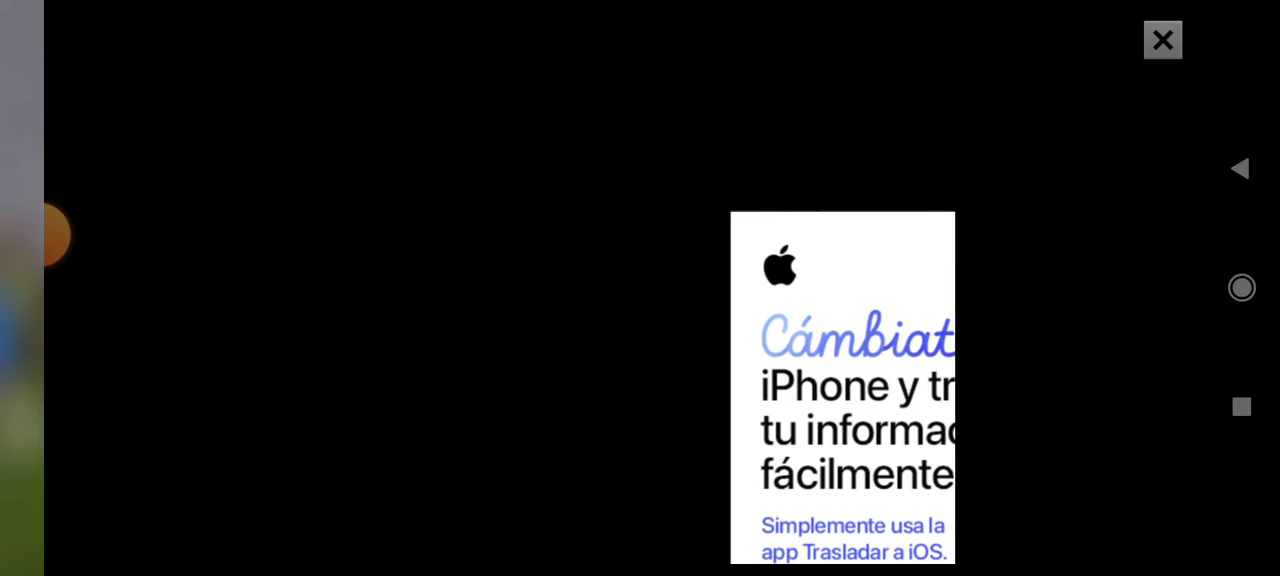 Cámbiat
iPhone y tr
tu informac
fácilmente
Simplemente usa la
app Trasladar a iOS.